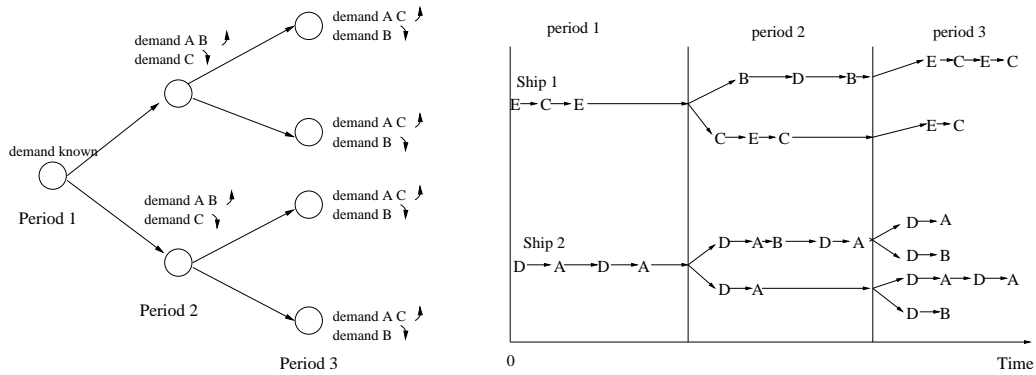 demand A C
demand B
demand A B
demand C
demand A C
demand B
demand known
Period 1
demand A B
demand C
demand A C
demand B
Period 2
demand A C
demand B
Period 3
period 1
period 2
period 3
Ship 1
E C E
B D B
E C E C
C E C
E C
Ship 2
D A D A
D A B D A
D A
D A
D B
D A D A
D B
0
Time